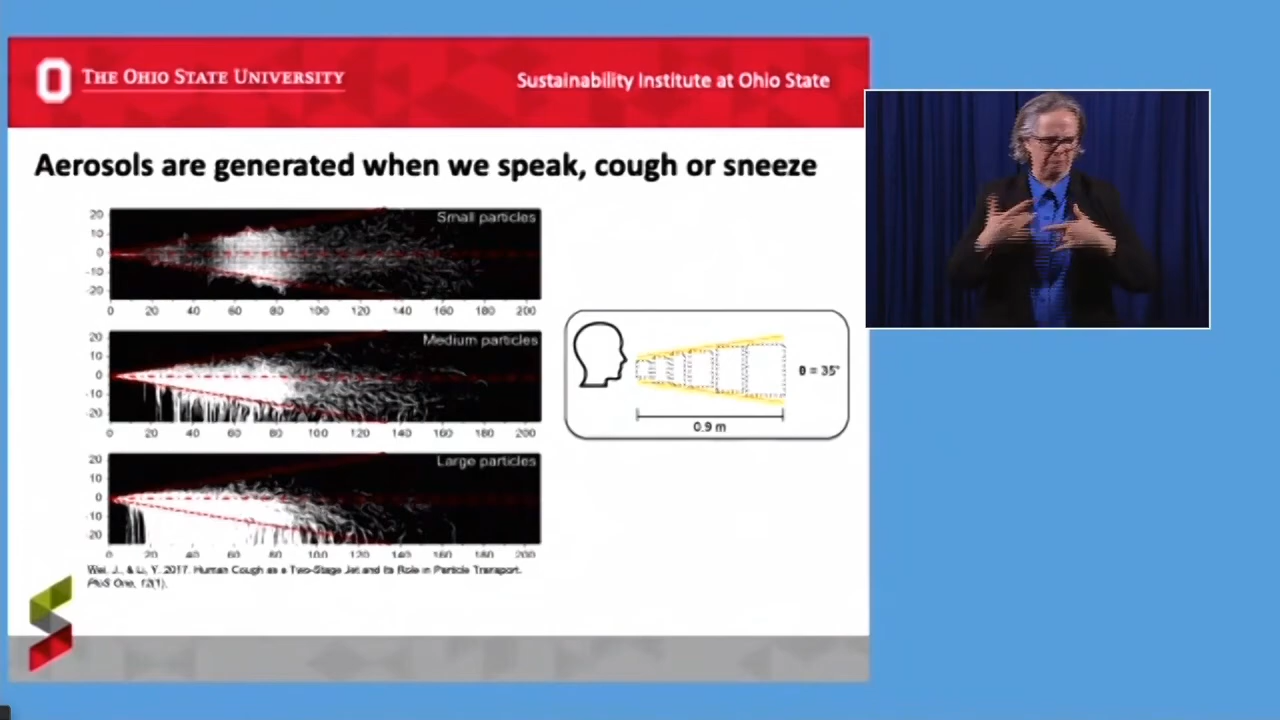 THE OHIO STATE UNIVERSITY
Sustainability Institute at Ohio State
Aerosols are generated when we speak, cough or sneeze
Small particles
20
10
0
-10
-20
0 20 40 60 80 100 120 140 160 180 200
Medium particles
20
10
0
-10
-20
0 20 40 60 80 100 120 140 160 180 200
Large particles
20
10
0
-10
-20
0 20 40 60 80 100 120 140 160 180 200
θ = 35°
0.9 m
Wei, J., & Li, Y. 2017. Human Cough as a Two-Stage Jet and Its Role in Particle Transport.
PloS One, 12(1).